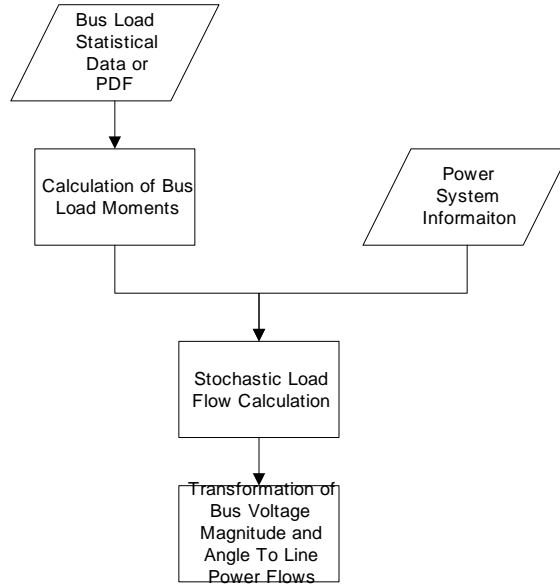 Bus Load
Statistical
Data or
PDF
Calculation of Bus
Load Moments
Power
System
Informaiton
Stochastic Load
Flow Calculation
Transformation of
Bus Voltage
Magnitude and
Angle To Line
Power Flows